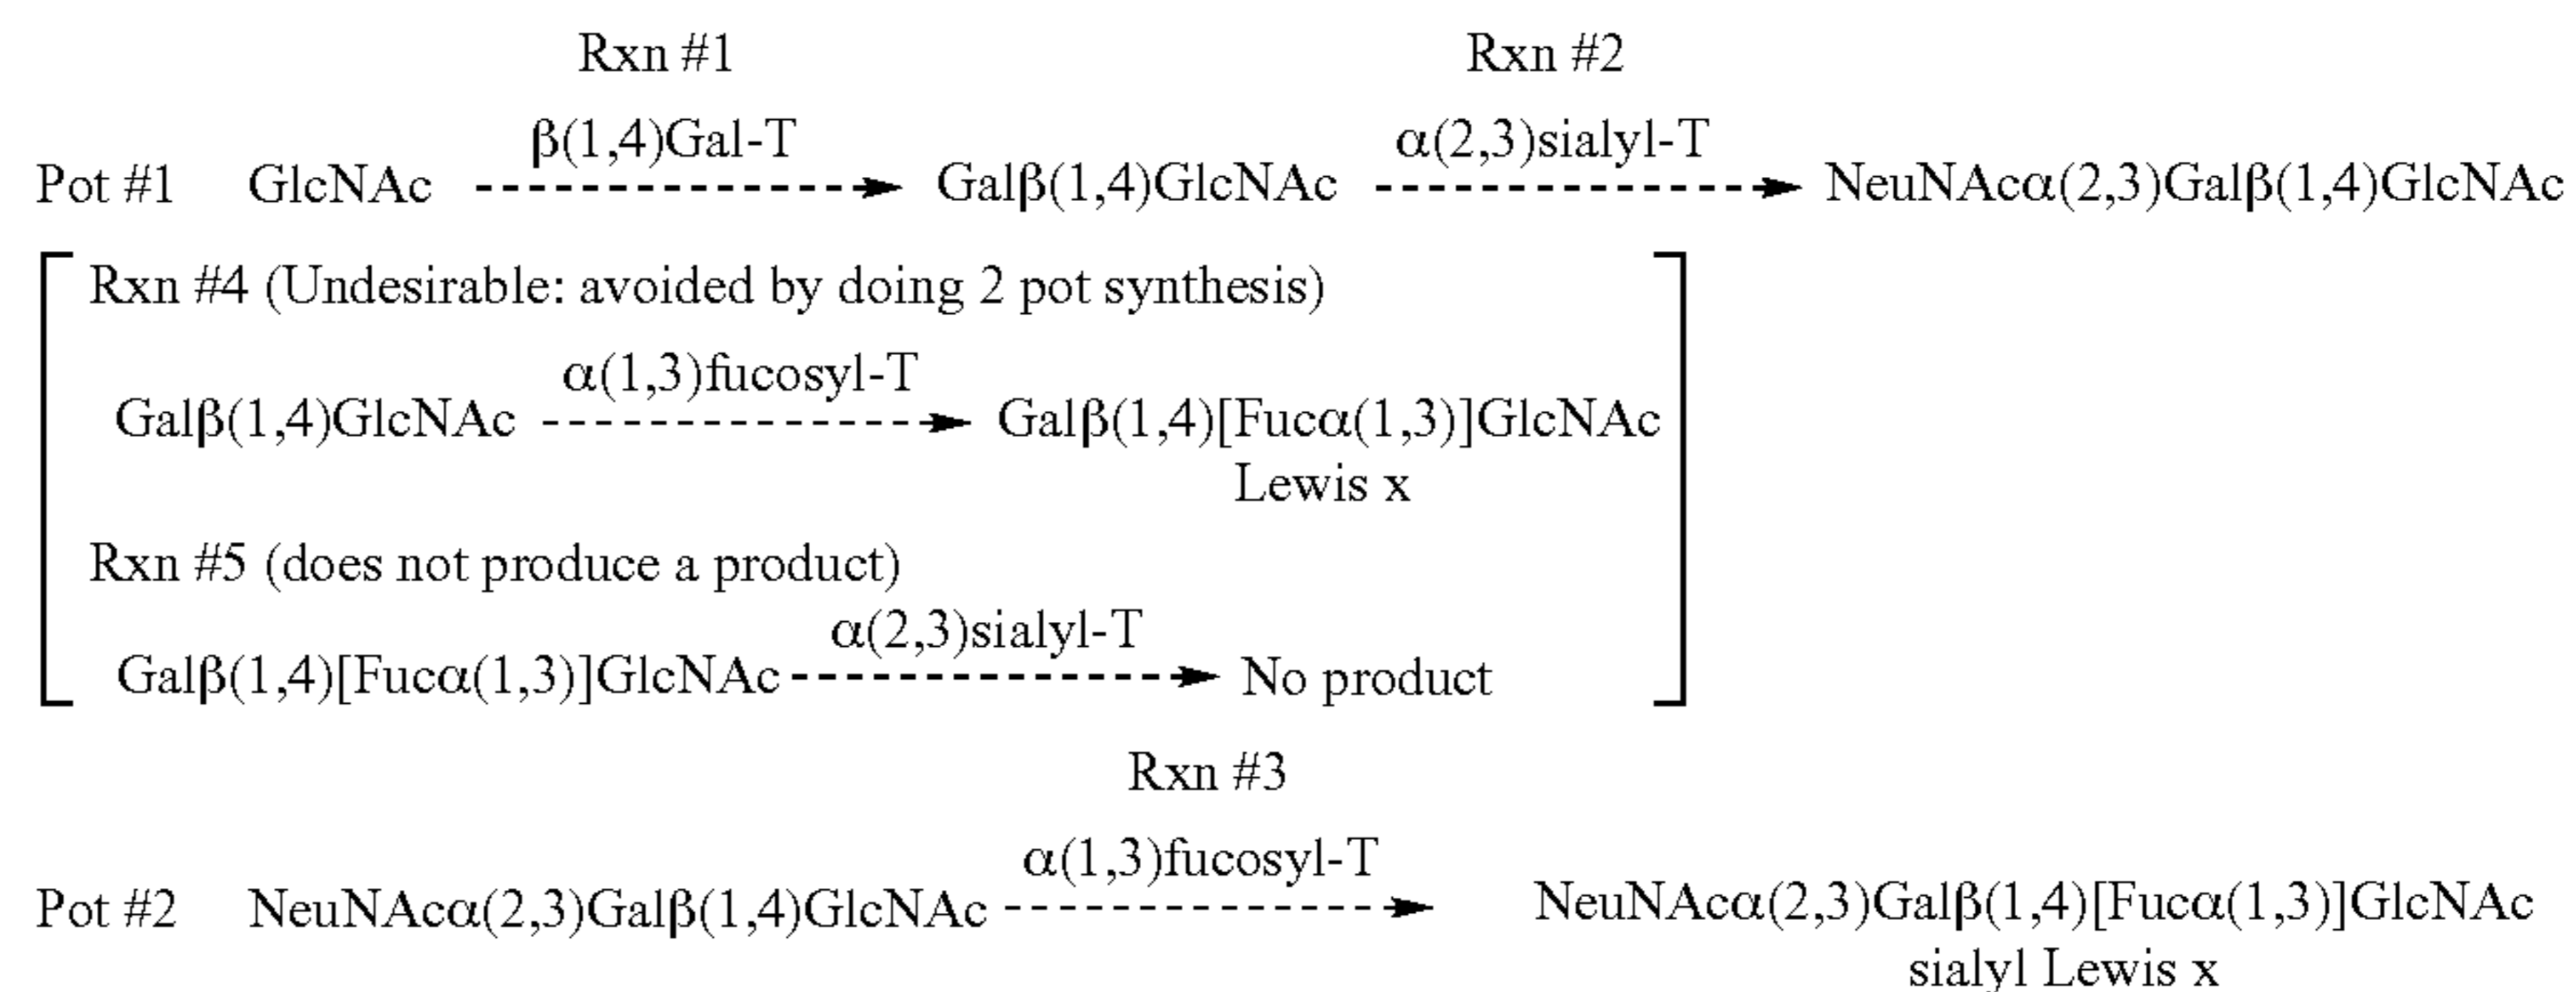 Rxn #1 Rxn #2
β(1,4)Gal-T α(2,3)sialyl-T
Pot #1 GlcNAc Galβ(1,4)GlcNAc NeuNAcα(2,3)Galβ(1,4)GlcNAc
Rxn #4 (Undesirable: avoided by doing 2 pot synthesis)
α(1,3)fucosyl-T
Galβ(1,4)GlcNAc Galβ(1,4)[Fucα(1,3)]GlcNAc
Lewis x
Rxn #5 (does not produce a product)
α(2,3)sialyl-T
Galβ(1,4)[Fucα(1,3)]GlcNAc No product
Rxn #3
α(1,3)fucosyl-T
Pot #2 NeuNAcα(2,3)Galβ(1,4)GlcNAc NeuNAcα(2,3)Galβ(1,4)[Fucα(1,3)]GlcNAc
sialyl Lewis x